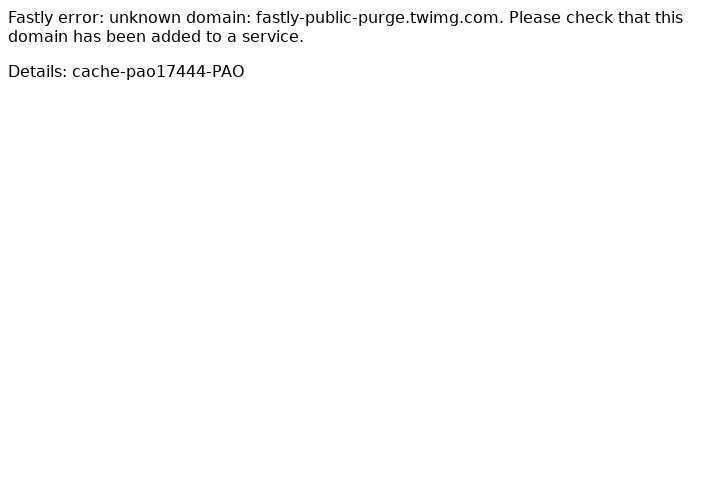 Fastly error: unknown domain: fastly-public-purge.twimg.com. Please check that this
domain has been added to a service.
Details: cache-pao17444-PAO